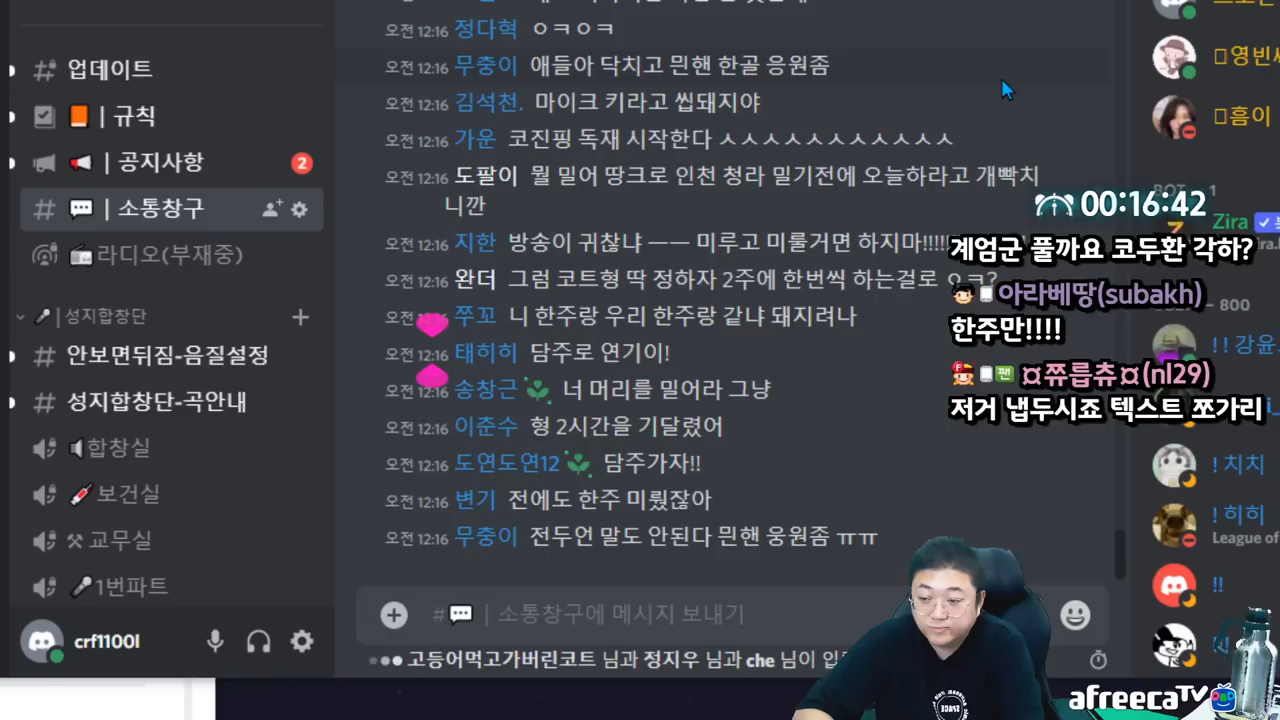 업데이트
| 규칙
| 공지사항
2
| 소통창구
라디오(부재중)
| 성지합창단
안보면뒤짐-음질설정
성지합창단-곡안내
합창실
보건실
교무실
1번파트
crf1100l
오전 12:16 정다혁 ㅇㅋㅇㅋ
오전 12:16 무충이 애들아 닥치고 믠핸 한골 응원좀
오전 12:16 김석천. 마이크 키라고 씹돼지야
오전 12:16 가운 코진핑 독재 시작한다 ㅅㅅㅅㅅㅅㅅㅅㅅㅅㅅㅅ
오전 12:16 도팔이 뭘 밀어 땅크로 인천 청라 밀기전에 오늘하라고 개빡치
니깐
오전 12:16 지한 방송이 귀찮냐 ㅡㅡ 미루고 미룰거면 하지마!!!!!
오전 12:16 완더 그럼 코트형 딱 정하자 2주에 한번씩 하는걸로 ㅇㅋ?
오전 쭈꼬 니 한주랑 우리 한주랑 같냐 돼지려나
오전 12:16 태히히 담주로 연기이!
오전 12:16 송창근 너 머리를 밀어라 그냥
오전 12:16 이춘수 형 2시간을 기달렸어
오전 12:16 도연도연12 담주가자!!
오전 12:16 변기 전에도 한주 미뤘잖아
오전 12:16 무충이 전두언 말도 안된다 믠핸 웅원좀 ㅠㅠ
# | 소통창구에 메시지 보내기
고등어먹고가버린코트 님과 정지우 님과 che 님이 입
00:16:42
계엄군 풀까요 코두환 각하?
아라베땅(subakh)
한주만!!!!
팬 ¤쮸릅츄¤(nl29)
저거 냅두시죠 텍스트 쪼가리
영빈
흠이
BOT
1
Zira
- 800
!! 강윤
! 치치
! 히히
League of
!!
afreecaTV